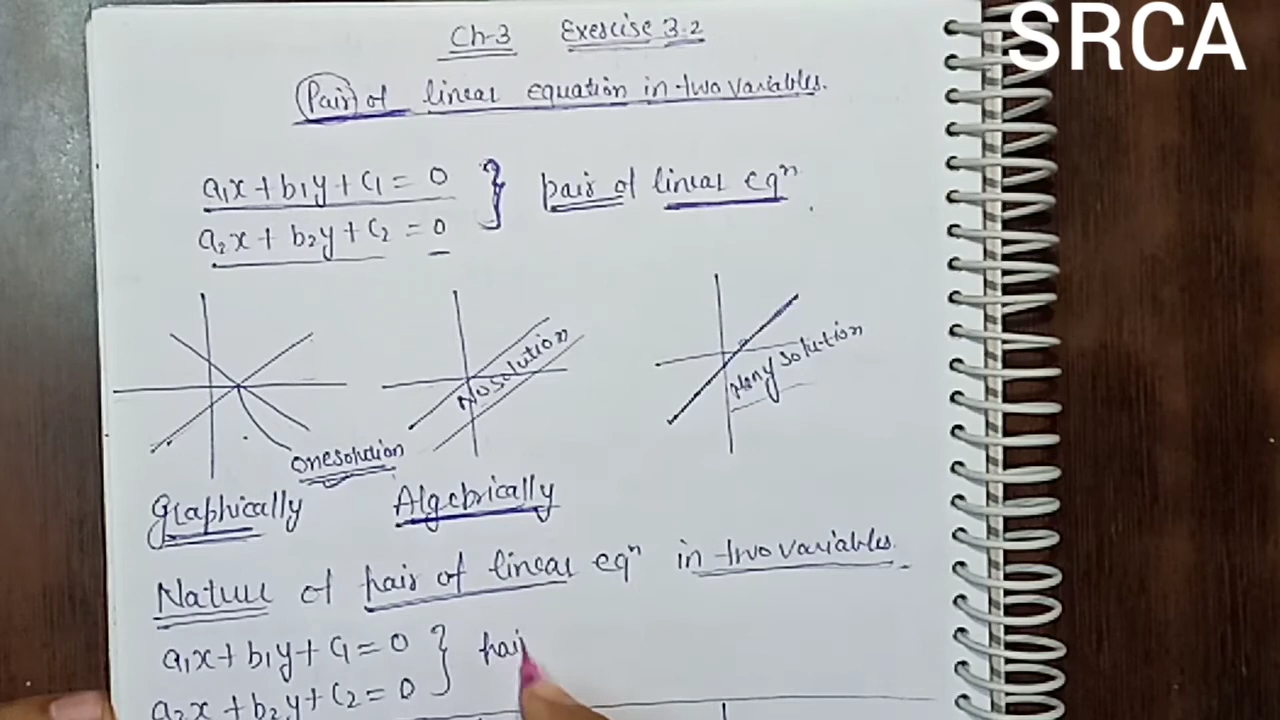 SRCA
Ch-3 Exercise 3.2
Pair of linear equation in two variables.
a₁x + b₁y + c₁ = 0
a₂x + b₂y + c₂ = 0
} pair of linear eqⁿ
No solution
Many solution
One solution
Graphically Algebrically
Nature of pair of linear eqⁿ in two variables.
a₁x + b₁y + c₁ = 0 } pair
a₂x + b₂y + c₂ = 0